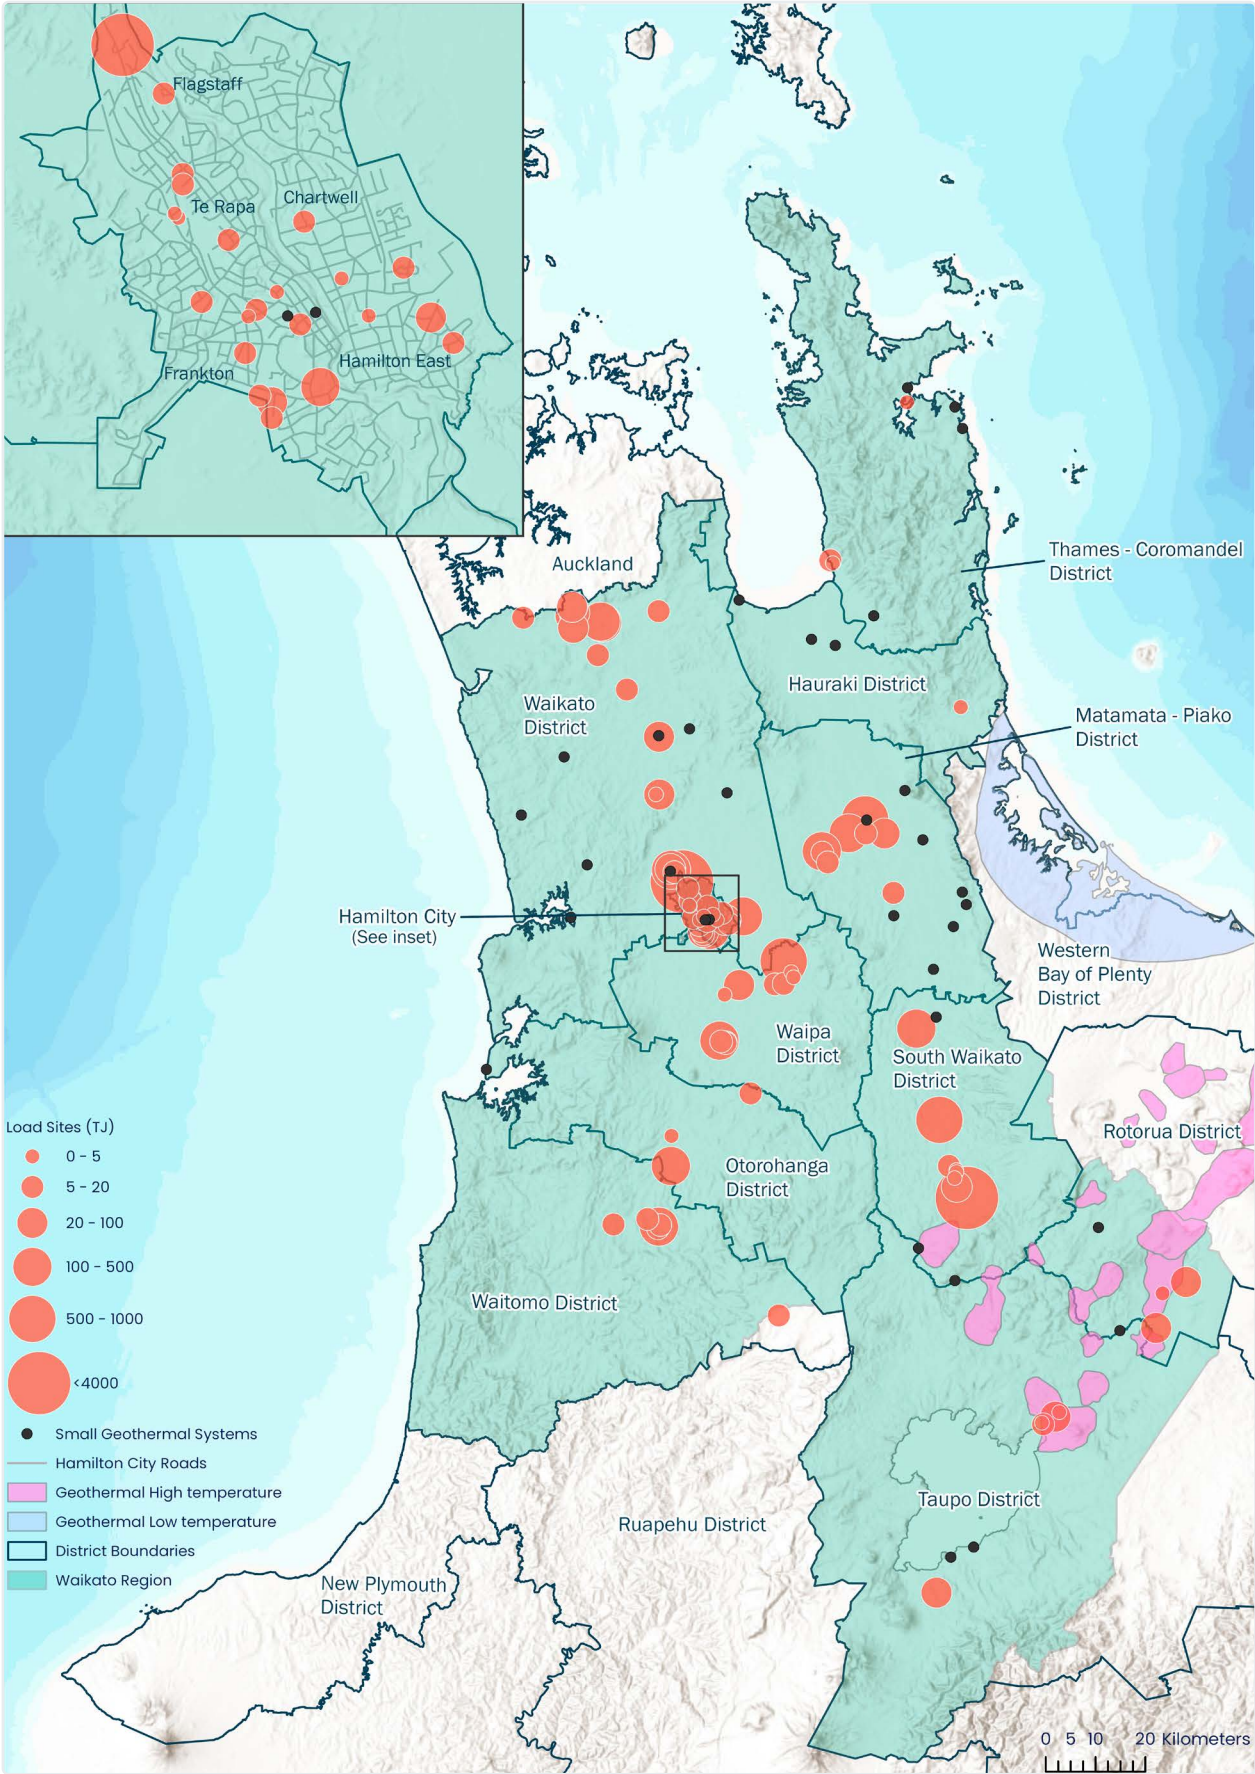 Flagstaff
Chartwell
Te Rapa
Hamilton East
Frankton
Auckland
Thames - Coromandel
District
Hauraki District
Waikato
District
Matamata - Piako
District
Hamilton City
(See inset)
Western
Bay of Plenty
District
Waipa
District
South Waikato
District
Rotorua District
Otorohanga
District
Waitomo District
Taupo District
Ruapehu District
New Plymouth
District
Load Sites (TJ)
0 - 5
5 - 20
20 - 100
100 - 500
500 - 1000
<4000
Small Geothermal Systems
Hamilton City Roads
Geothermal High temperature
Geothermal Low temperature
District Boundaries
Waikato Region
0 5 10 20 Kilometers